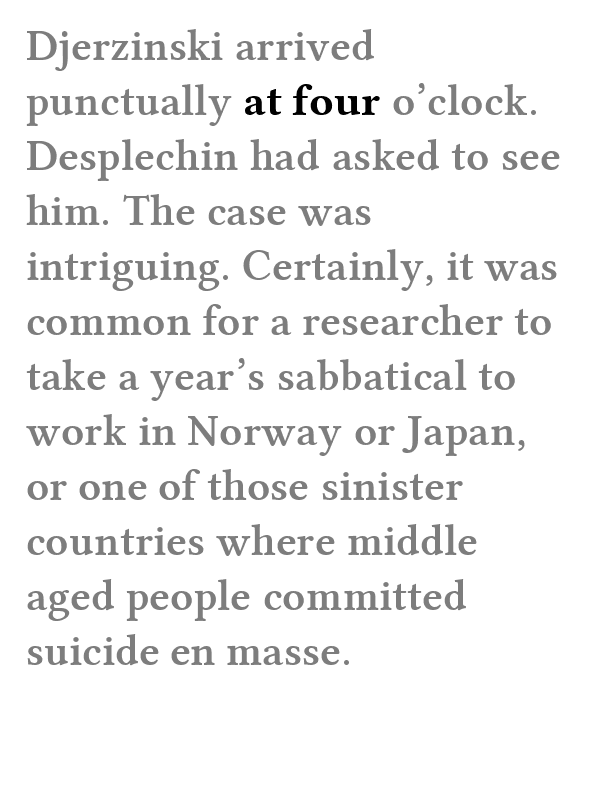 Djerzinski arrived
punctually at four o’clock.
Desplechin had asked to see
him. The case was
intriguing. Certainly, it was
common for a researcher to
take a year’s sabbatical to
work in Norway or Japan,
or one of those sinister
countries where middle
aged people committed
suicide en masse.